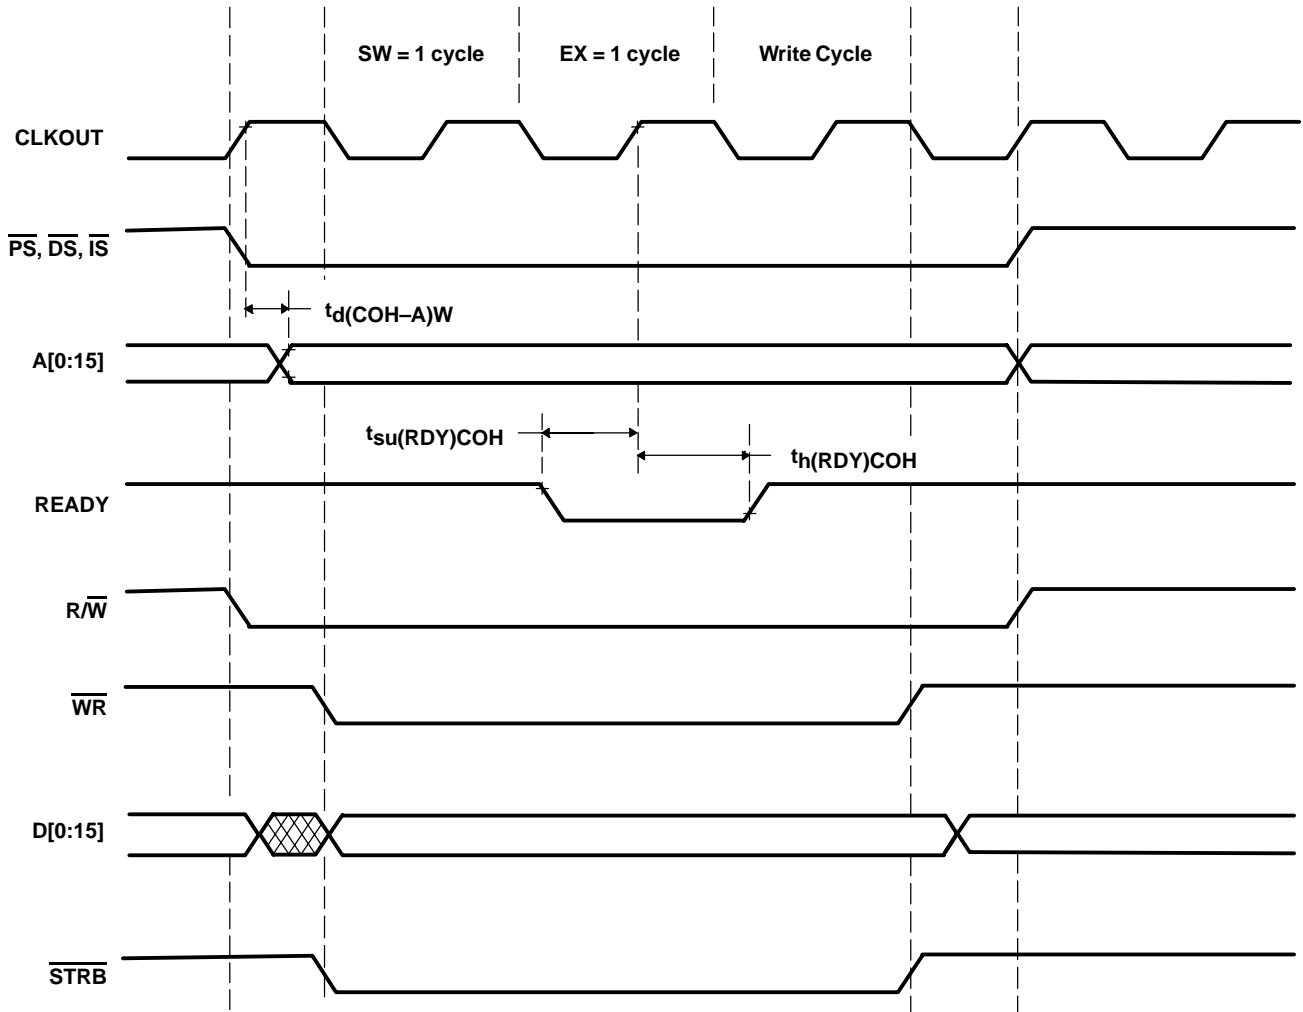 SW = 1 cycle EX = 1 cycle Write Cycle
CLKOUT
PS, DS, IS
td(COH–A)W
A[0:15]
tsu(RDY)COH
th(RDY)COH
READY
R/W
WR
D[0:15]
STRB